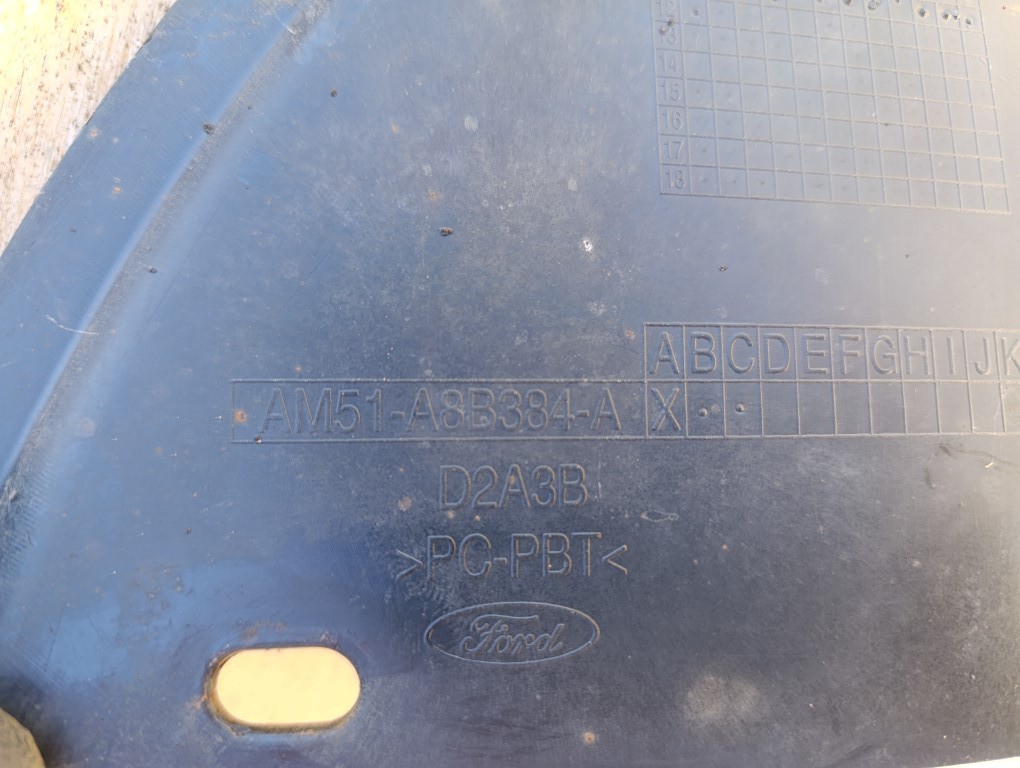 13
14
15
16
17
18
A B C D E F G H I J K
AM51-A8B384-A X
D2A3B
>PC-PBT<
Ford